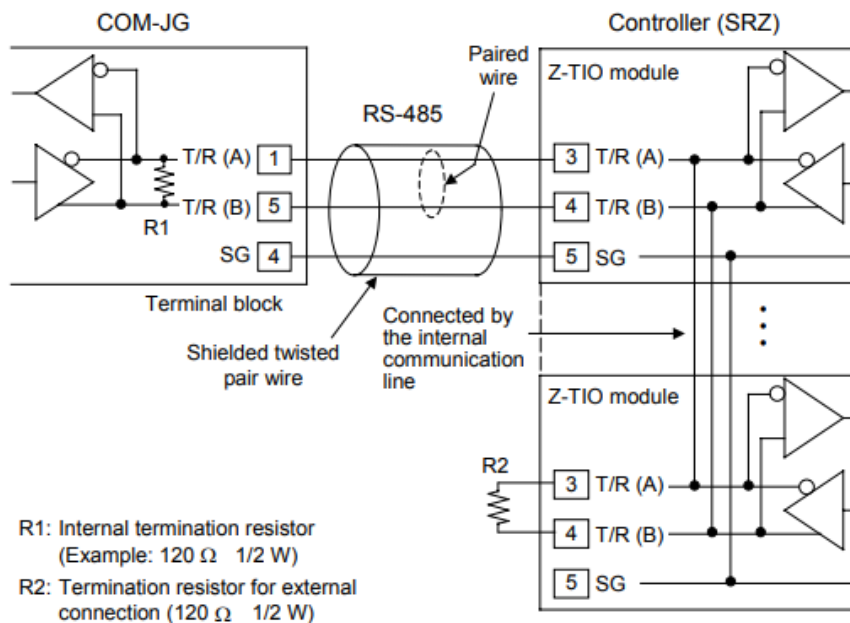 COM-JG
Controller (SRZ)
Paired
wire
Z-TIO module
RS-485
T/R (A) 1
3 T/R (A)
T/R (B) 5
4 T/R (B)
R1
SG 4
5 SG
Terminal block
Shielded twisted
pair wire
Connected by
the internal
communication
line
Z-TIO module
R2
3 T/R (A)
4 T/R (B)
5 SG
R1: Internal termination resistor
(Example: 120 Ω 1/2 W)
R2: Termination resistor for external
connection (120 Ω 1/2 W)